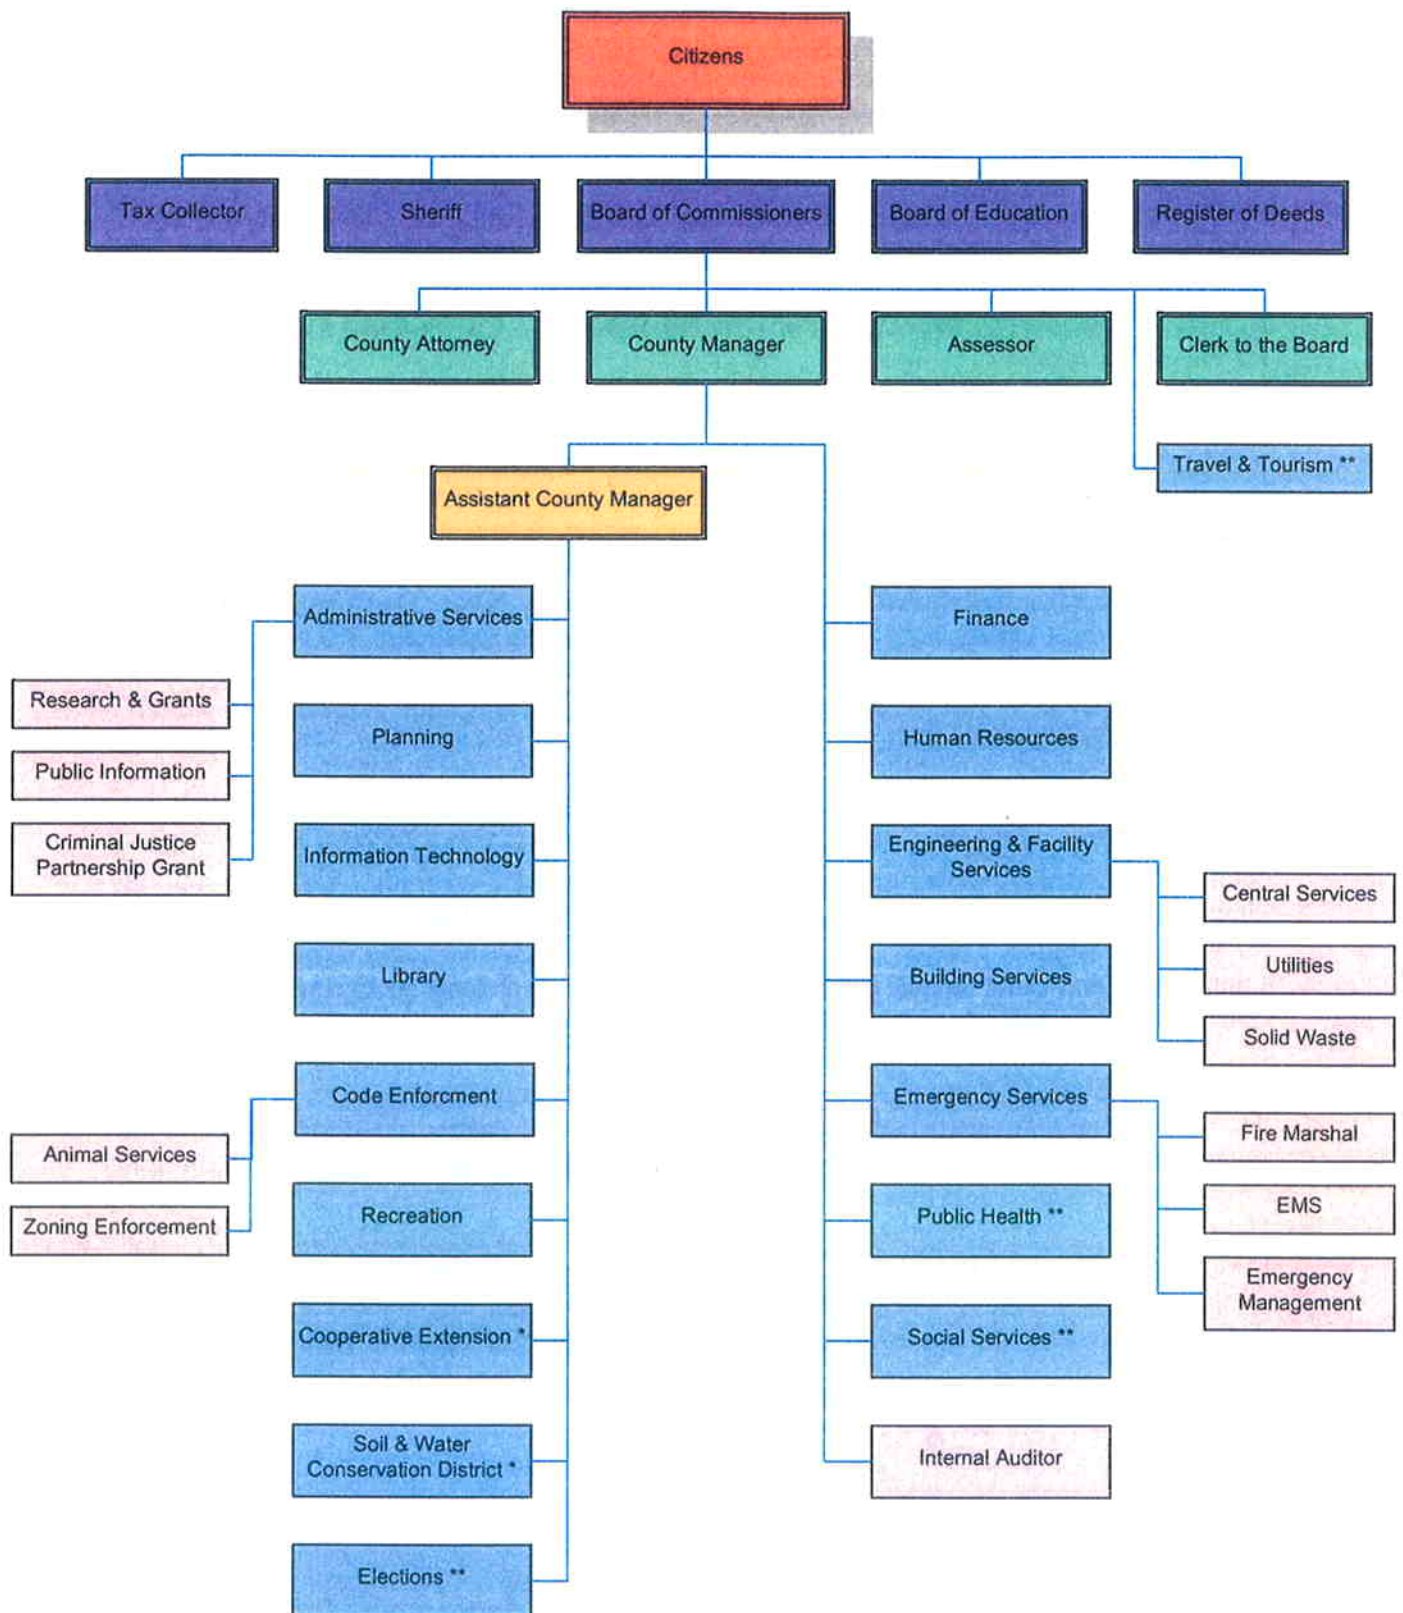 Citizens
Tax Collector
Sheriff
Board of Commissioners
Board of Education
Register of Deeds
County Attorney
County Manager
Assessor
Clerk to the Board
Travel & Tourism **
Assistant County Manager
Administrative Services
Research & Grants
Public Information
Criminal Justice
Partnership Grant
Planning
Information Technology
Library
Code Enforcment
Animal Services
Zoning Enforcement
Recreation
Cooperative Extension *
Soil & Water
Conservation District *
Elections **
Finance
Human Resources
Engineering & Facility
Services
Central Services
Utilities
Solid Waste
Building Services
Emergency Services
Fire Marshal
EMS
Emergency
Management
Public Health **
Social Services **
Internal Auditor